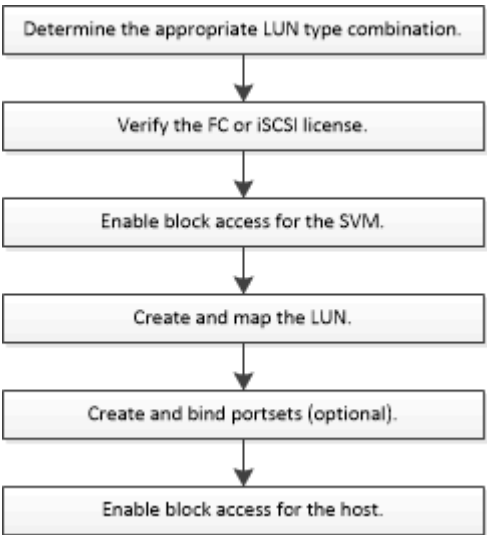 Determine the appropriate LUN type combination.
Verify the FC or iSCSI license.
Enable block access for the SVM.
Create and map the LUN.
Create and bind portsets (optional).
Enable block access for the host.